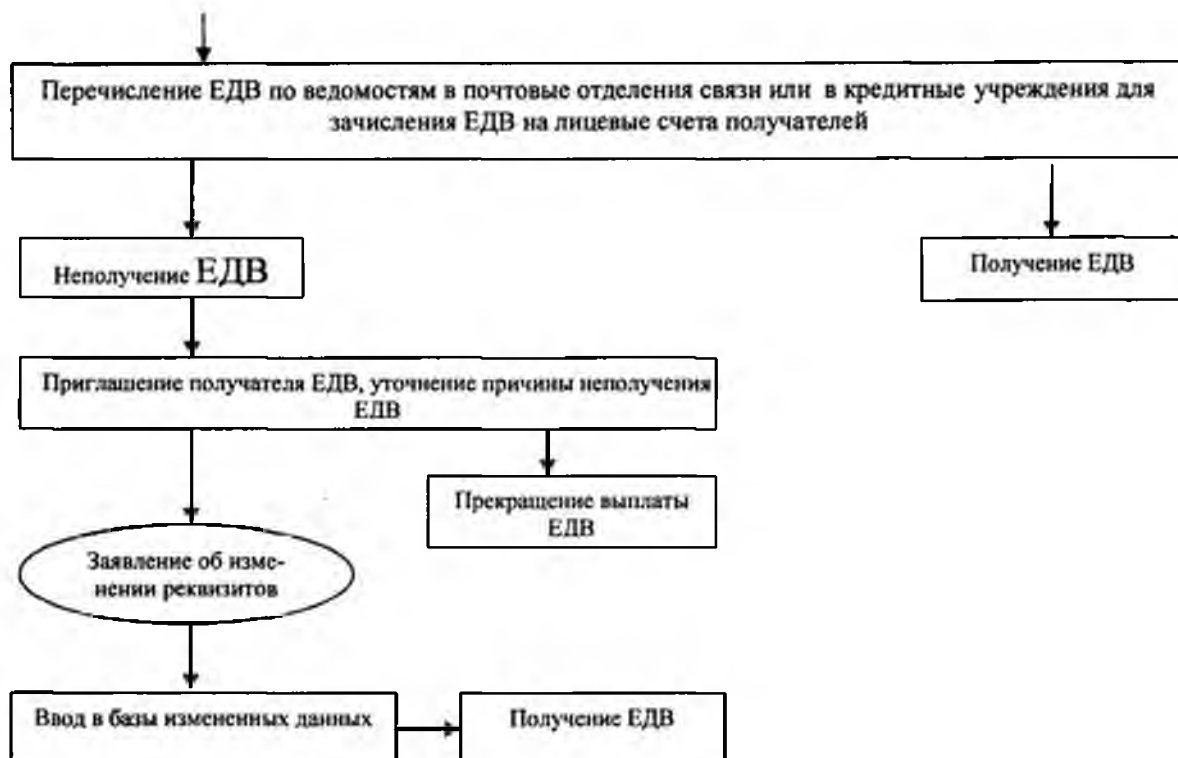 Перечисление ЕДВ по ведомостям в почтовые отделения связи или в кредитные учреждения для
зачисления ЕДВ на лицевые счета получателей
Неполучение ЕДВ
Получение ЕДВ
Приглашение получателя ЕДВ, уточнение причины неполучения
ЕДВ
Прекращение выплаты
ЕДВ
Заявление об изме-
нении реквизитов
Ввод в базы измененных данных
Получение ЕДВ